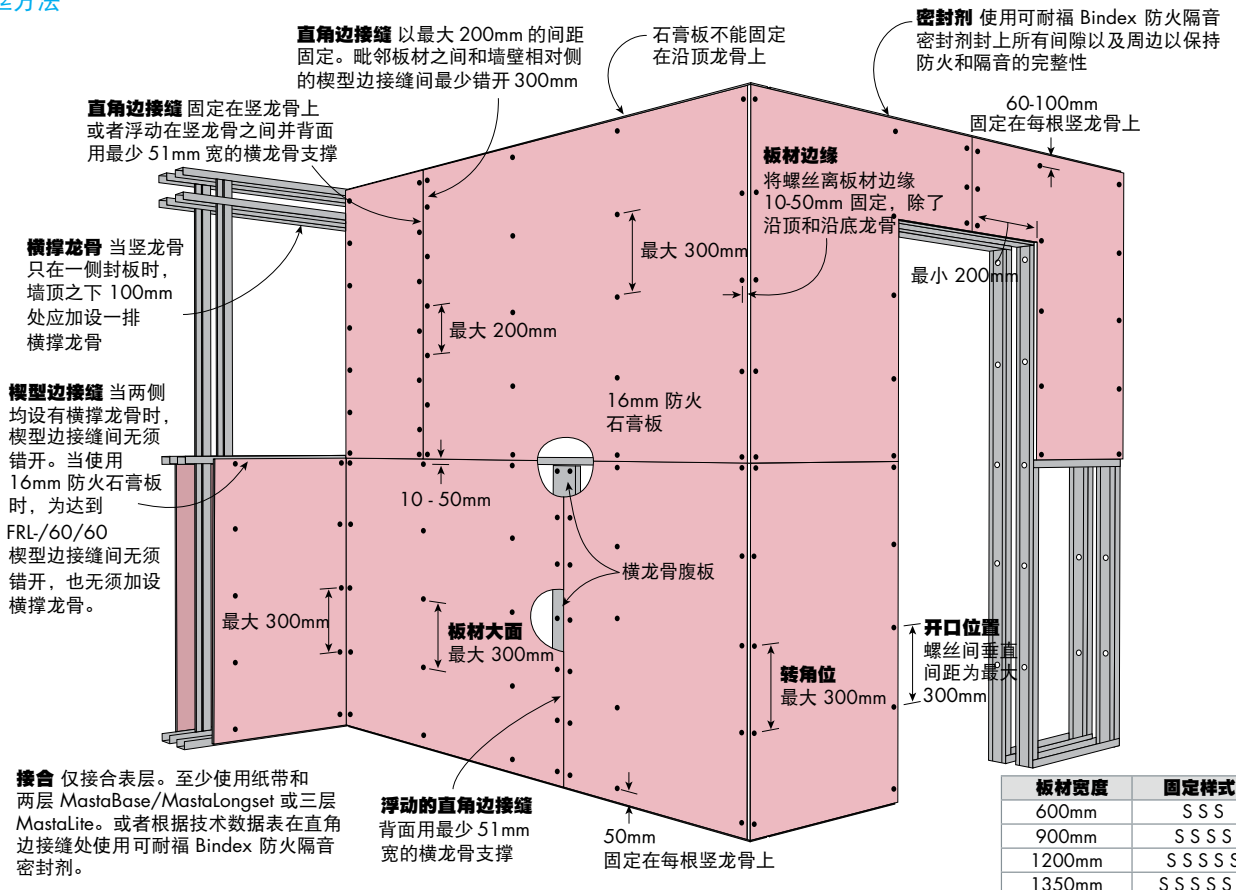 丝方法
直角边接缝 以最大 200mm 的间距
固定。毗邻板材之间和墙壁相对侧
的楔型边接缝间最少错开 300mm
石膏板不能固定
在沿顶龙骨上
密封剂 使用可耐福 Bindex 防火隔音
密封剂封上所有间隙以及周边以保持
防火和隔音的完整性
直角边接缝 固定在竖龙骨上
或者浮动在竖龙骨之间并背面
用最少 51mm 宽的横龙骨支撑
60-100mm
固定在每根竖龙骨上
板材边缘
将螺丝离板材边缘
10-50mm 固定，除了
沿顶和沿底龙骨
横撑龙骨 当竖龙骨
只在一侧封板时，
墙顶之下 100mm
处应加设一排
横撑龙骨
最大 300mm
最小 200mm
最大 200mm
楔型边接缝 当两侧
均设有横撑龙骨时，
楔型边接缝间无须
错开。当使用
16mm 防火石膏板
时，为达到
FRL-/60/60
楔型边接缝间无须
错开，也无须加设
横撑龙骨。
16mm 防火
石膏板
10 - 50mm
横龙骨腹板
最大 300mm
板材大面
最大 300mm
转角位
最大 300mm
开口位置
螺丝间垂直
间距为最大
300mm
接合 仅接合表层。至少使用纸带和
两层 MastaBase/MastaLongset 或三层
MastaLite。或者根据技术数据表在直角
边接缝处使用可耐福 Bindex 防火隔音
密封剂。
浮动的直角边接缝
背面用最少 51mm
宽的横龙骨支撑
50mm
固定在每根竖龙骨上
板材宽度 固定样式
600mm S S S
900mm S S S S
1200mm S S S S S
1350mm S S S S S